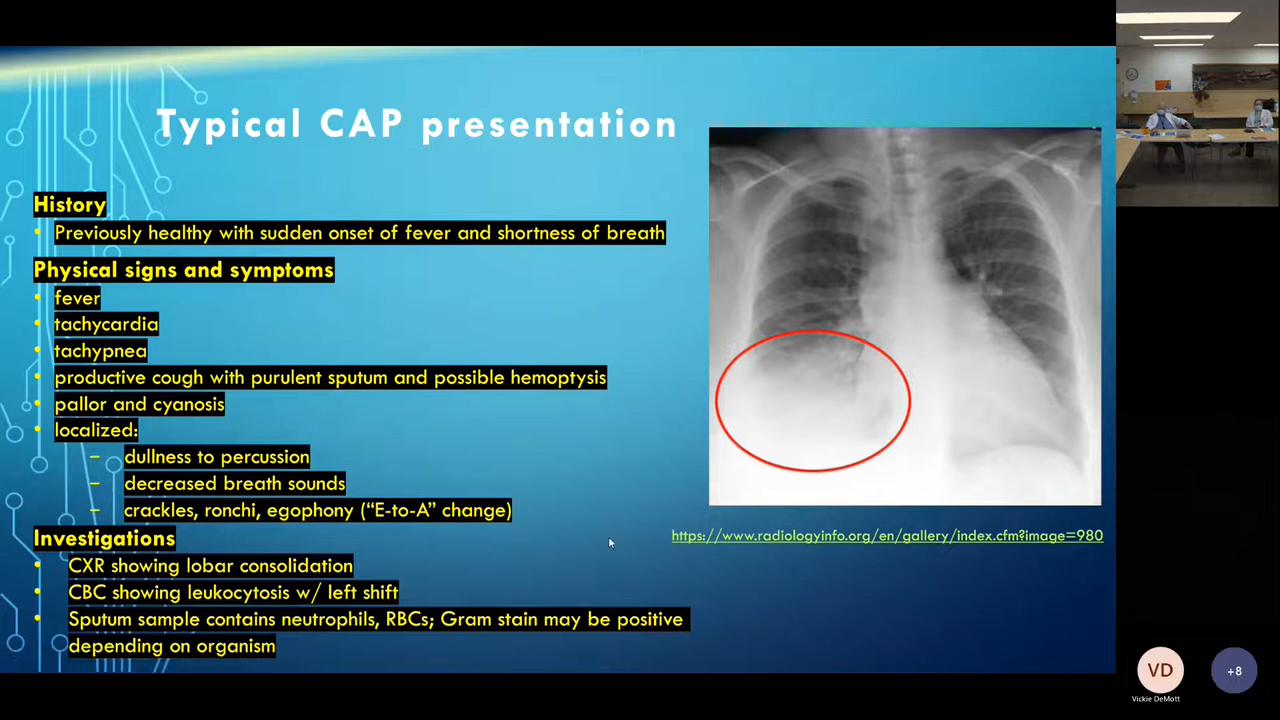 Typical CAP presentation
History
• Previously healthy with sudden onset of fever and shortness of breath
Physical signs and symptoms
• fever
• tachycardia
• tachypnea
• productive cough with purulent sputum and possible hemoptysis
• pallor and cyanosis
• localized:
– dullness to percussion
– decreased breath sounds
– crackles, ronchi, egophony (“E-to-A” change)
Investigations
• CXR showing lobar consolidation
• CBC showing leukocytosis w/ left shift
• Sputum sample contains neutrophils, RBCs; Gram stain may be positive
depending on organism
https://www.radiologyinfo.org/en/gallery/index.cfm?image=980
VD
Vickie DeMott
+8